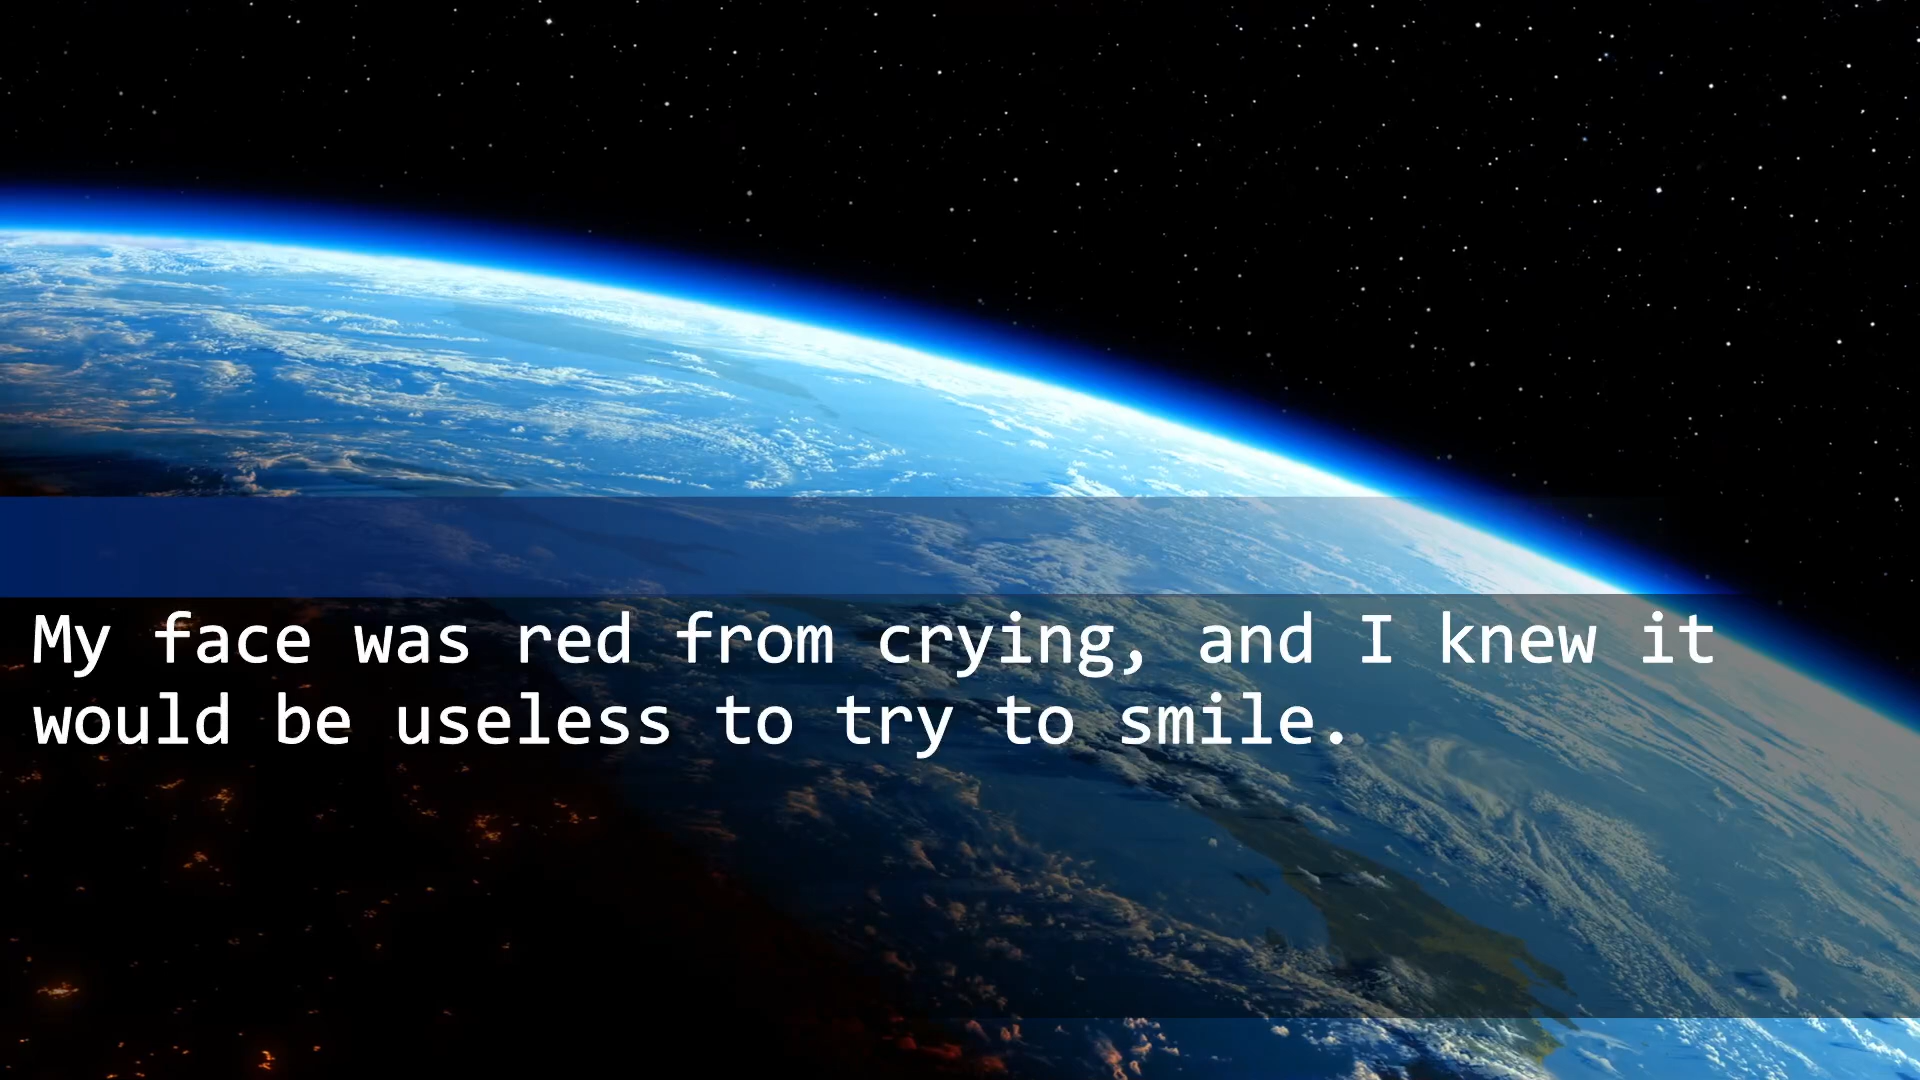 My face was red from crying, and I knew it
would be useless to try to smile.